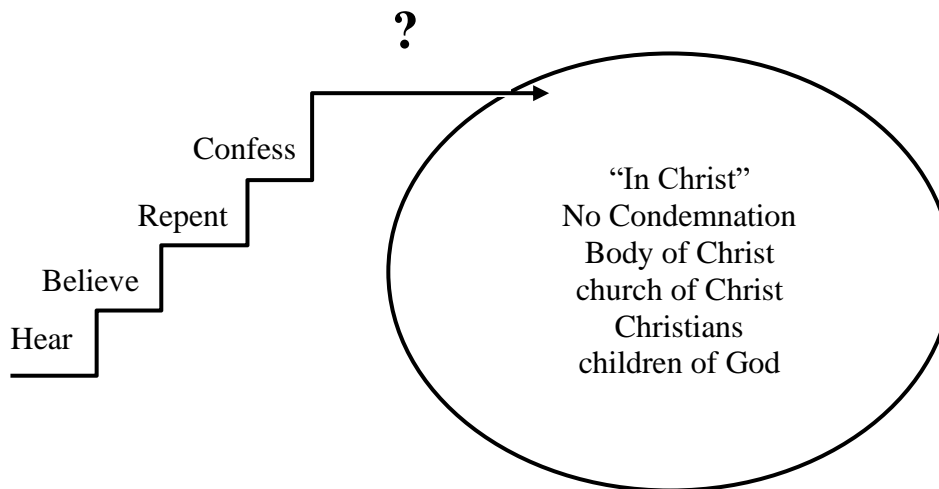 ?
Confess
Repent
Believe
Hear
“In Christ”
No Condemnation
Body of Christ
church of Christ
Christians
children of God